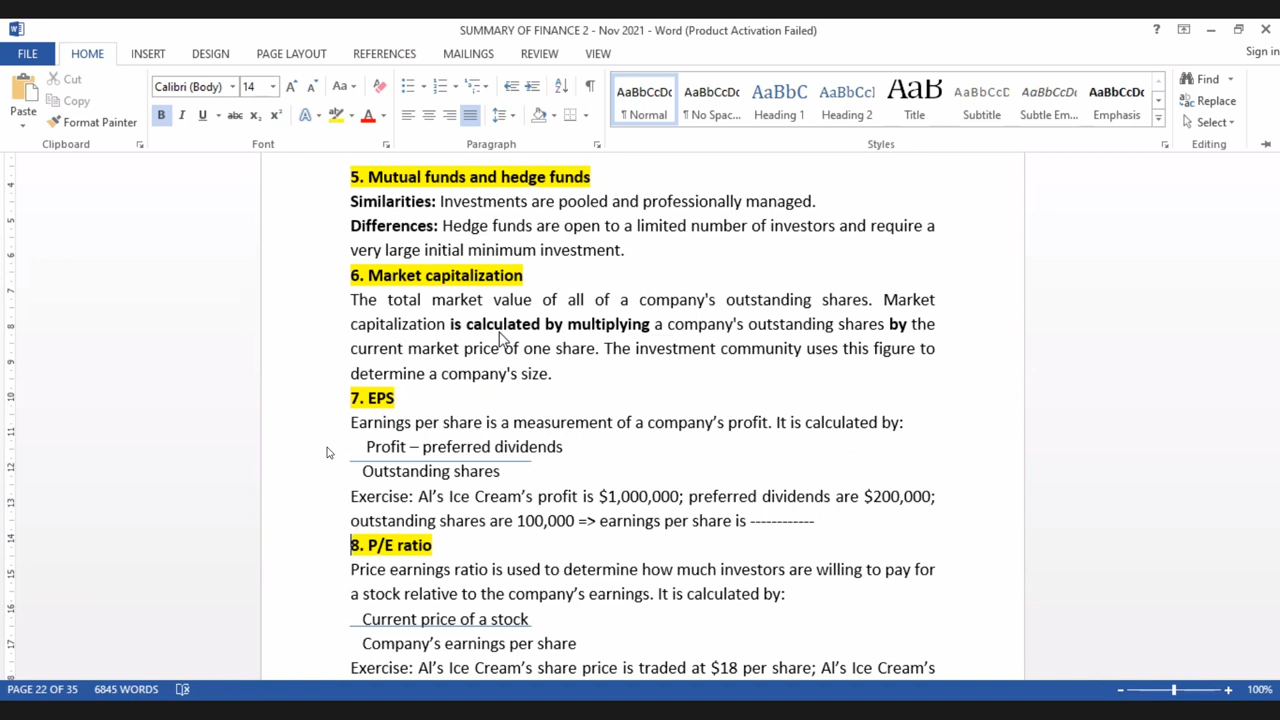 SUMMARY OF FINANCE 2 - Nov 2021 - Word (Product Activation Failed)
FILE HOME INSERT DESIGN PAGE LAYOUT REFERENCES MAILINGS REVIEW VIEW Sign in
Paste Cut Copy Format Painter
Calibri (Body) 14
AaBbCcDc AaBbCcDc AaBbC AaBbCcl AaB AaBbCcD AaBbCcDc AaBbCcDc
¶ Normal ¶ No Spac... Heading 1 Heading 2 Title Subtitle Subtle Em... Emphasis
Find Replace Select
Clipboard Font Paragraph Styles Editing
5. Mutual funds and hedge funds
Similarities: Investments are pooled and professionally managed.
Differences: Hedge funds are open to a limited number of investors and require a
very large initial minimum investment.
6. Market capitalization
The total market value of all of a company's outstanding shares. Market
capitalization is calculated by multiplying a company's outstanding shares by the
current market price of one share. The investment community uses this figure to
determine a company's size.
7. EPS
Earnings per share is a measurement of a company’s profit. It is calculated by:
Profit – preferred dividends
Outstanding shares
Exercise: Al’s Ice Cream’s profit is $1,000,000; preferred dividends are $200,000;
outstanding shares are 100,000 => earnings per share is ------------
8. P/E ratio
Price earnings ratio is used to determine how much investors are willing to pay for
a stock relative to the company’s earnings. It is calculated by:
Current price of a stock
Company’s earnings per share
Exercise: Al’s Ice Cream’s share price is traded at $18 per share; Al’s Ice Cream’s
PAGE 22 OF 35 6845 WORDS 100%